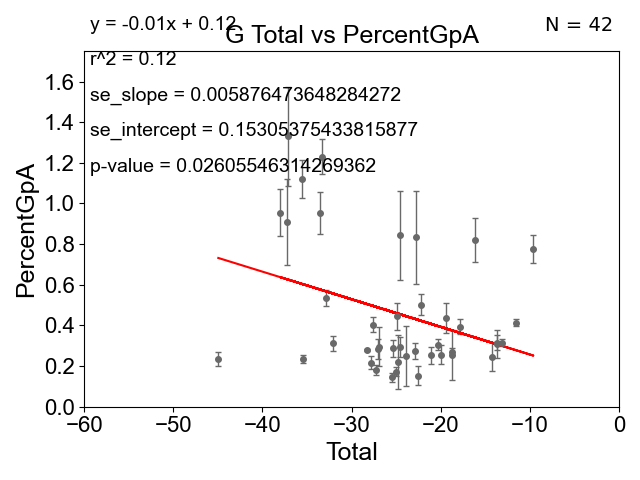 y = -0.01x + 0.12
G Total vs PercentGpA
N = 42
r^2 = 0.12
se_slope = 0.005876473648284272
se_intercept = 0.15305375433815877
p-value = 0.02605546314269362
PercentGpA
1.6
1.4
1.2
1.0
0.8
0.6
0.4
0.2
0.0
−60 −50 −40 −30 −20 −10 0
Total